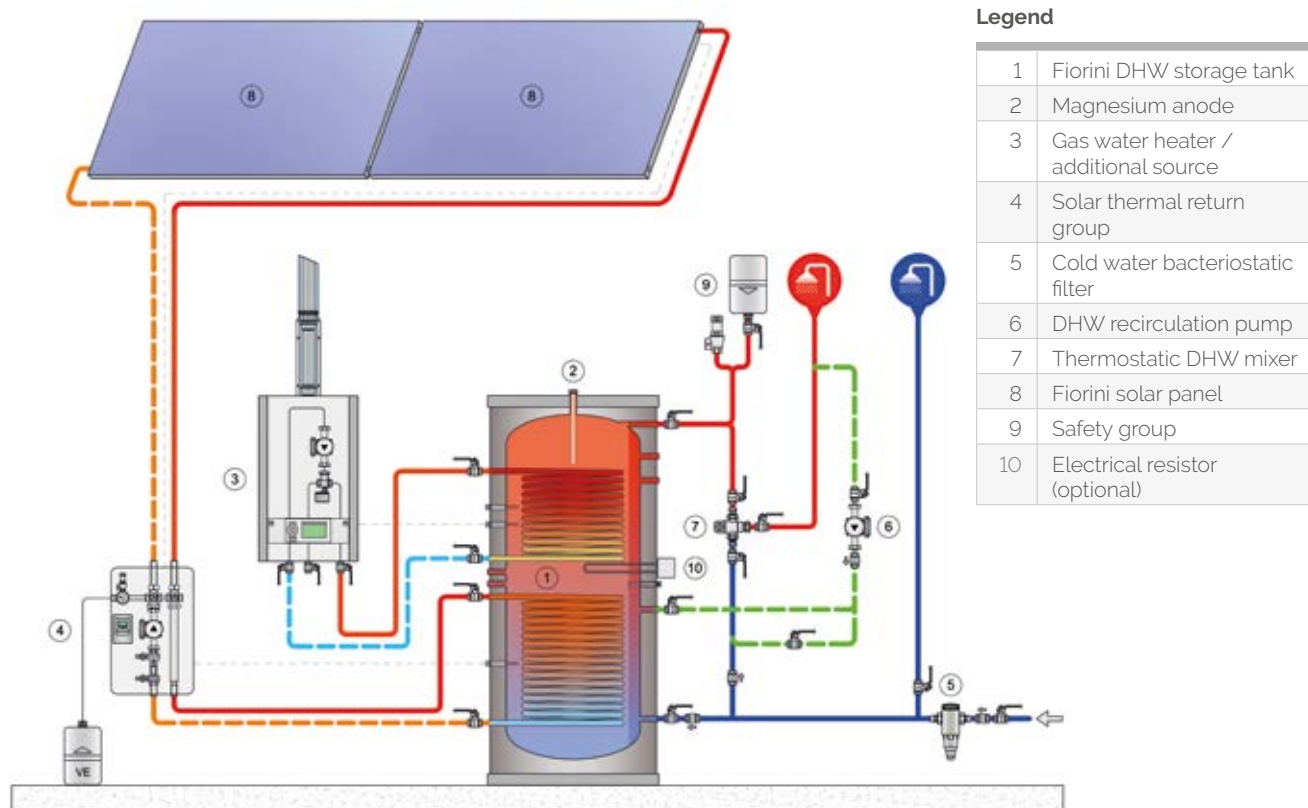 8
8
Legend
1 Fiorini DHW storage tank
2 Magnesium anode
3 Gas water heater /
additional source
4 Solar thermal return
group
5 Cold water bacteriostatic
filter
6 DHW recirculation pump
7 Thermostatic DHW mixer
8 Fiorini solar panel
9 Safety group
10 Electrical resistor
(optional)
9
2
3
7
6
1
10
4
5
VE